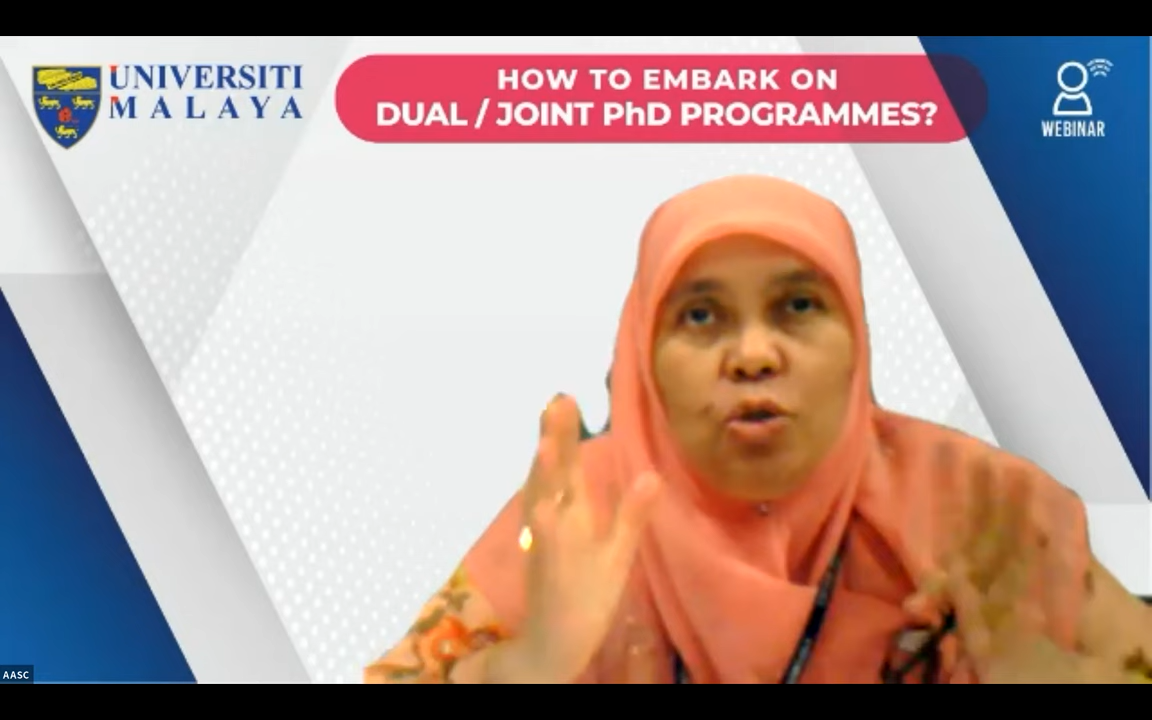 UNIVERSITI
MALAYA
HOW TO EMBARK ON
DUAL / JOINT PhD PROGRAMMES?
WEBINAR
AASC